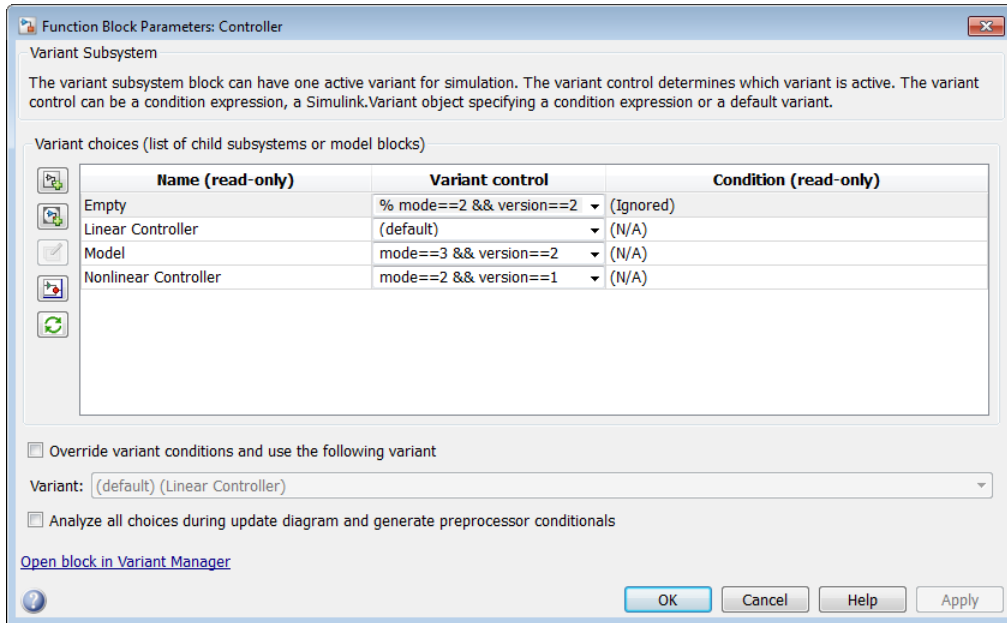 Function Block Parameters: Controller
Variant Subsystem
The variant subsystem block can have one active variant for simulation. The variant control determines which variant is active. The variant
control can be a condition expression, a Simulink.Variant object specifying a condition expression or a default variant.
Variant choices (list of child subsystems or model blocks)
Name (read-only) Variant control Condition (read-only)
Empty % mode==2 && version==2 (Ignored)
Linear Controller (default) (N/A)
Model mode==3 && version==2 (N/A)
Nonlinear Controller mode==2 && version==1 (N/A)
Override variant conditions and use the following variant
Variant: (default) (Linear Controller)
Analyze all choices during update diagram and generate preprocessor conditionals
Open block in Variant Manager
? OK Cancel Help Apply